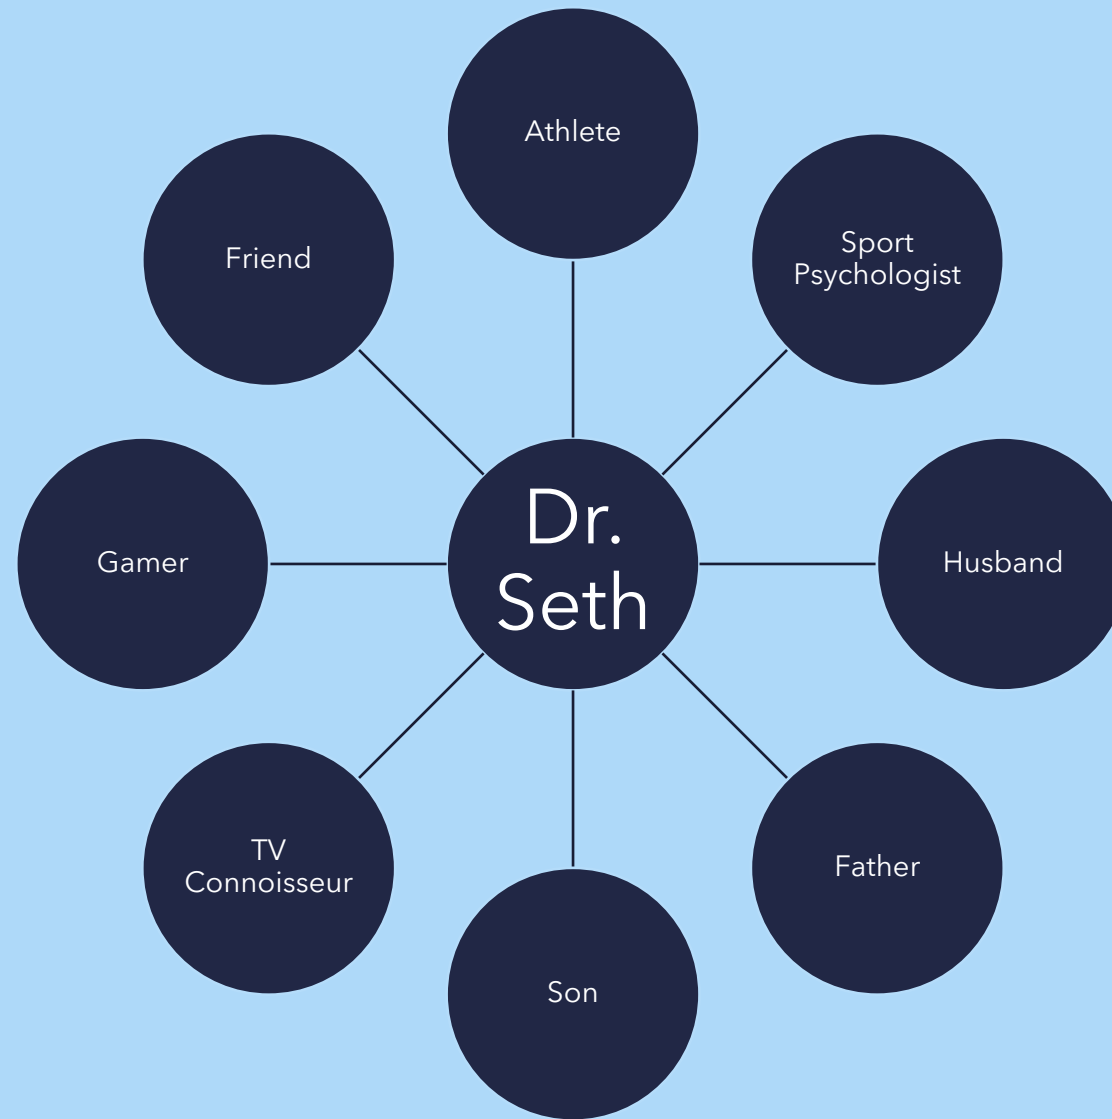 Athlete
Friend
Sport
Psychologist
Gamer
Dr.
Seth
Husband
TV
Connoisseur
Father
Son